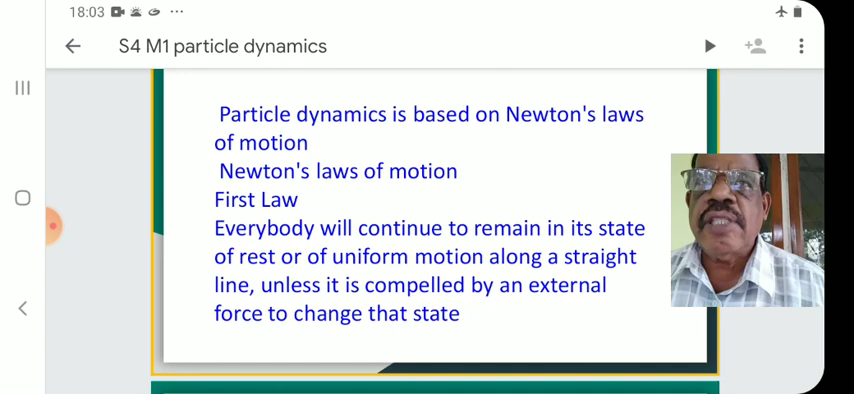 18:03
S4 M1 particle dynamics
Particle dynamics is based on Newton's laws
of motion
Newton's laws of motion
First Law
Everybody will continue to remain in its state
of rest or of uniform motion along a straight
line, unless it is compelled by an external
force to change that state